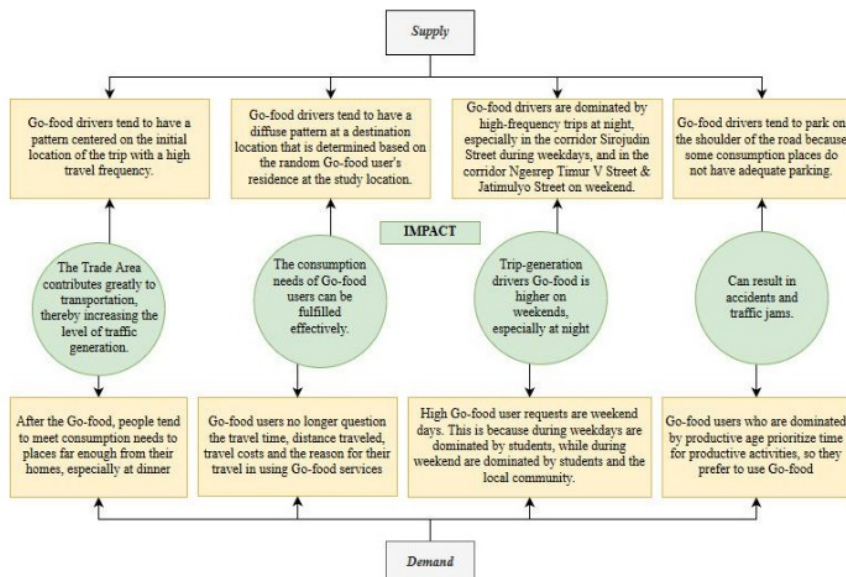 Supply
Go-food drivers tend to have a
pattern centered on the initial
location of the trip with a high
travel frequency.
Go-food drivers tend to have a
diffuse pattern at a destination
location that is determined based on
the random Go-food user's
residence at the study location.
Go-food drivers are dominated by
high-frequency trips at night,
especially in the corridor Sirojudin
Street during weekdays, and in the
corridor Ngesrep Timur V Street &
Jatimulyo Street on weekend.
Go-food drivers tend to park on
the shoulder of the road because
some consumption places do
not have adequate parking.
IMPACT
The Trade Area
contributes greatly to
transportation,
thereby increasing the
level of traffic
generation.
The consumption
needs of Go-food
users can be
fulfilled
effectively.
Trip-generation
drivers Go-food is
higher on
weekends,
especially at night
Can result in
accidents and
traffic jams.
After the Go-food, people tend
to meet consumption needs to
places far enough from their
homes, especially at dinner
Go-food users no longer question
the travel time, distance traveled,
travel costs and the reason for their
travel in using Go-food services
High Go-food user requests are weekend
days. This is because during weekdays are
dominated by students, while during
weekend are dominated by students and the
local community.
Go-food users who are dominated
by productive age prioritize time
for productive activities, so they
prefer to use Go-food
Demand